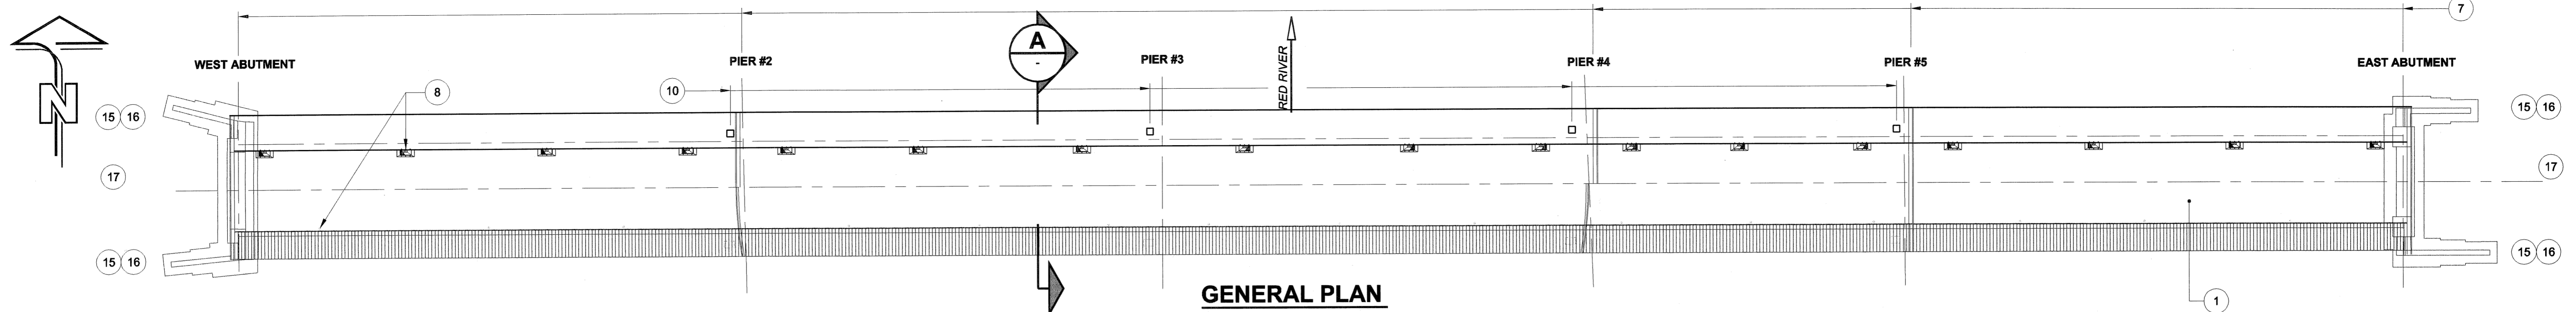 7
A
-
RED RIVER
WEST ABUTMENT
PIER #2
PIER #3
PIER #4
PIER #5
EAST ABUTMENT
N
8
10
15 16
15 16
17
17
15 16
15 16
GENERAL PLAN
1